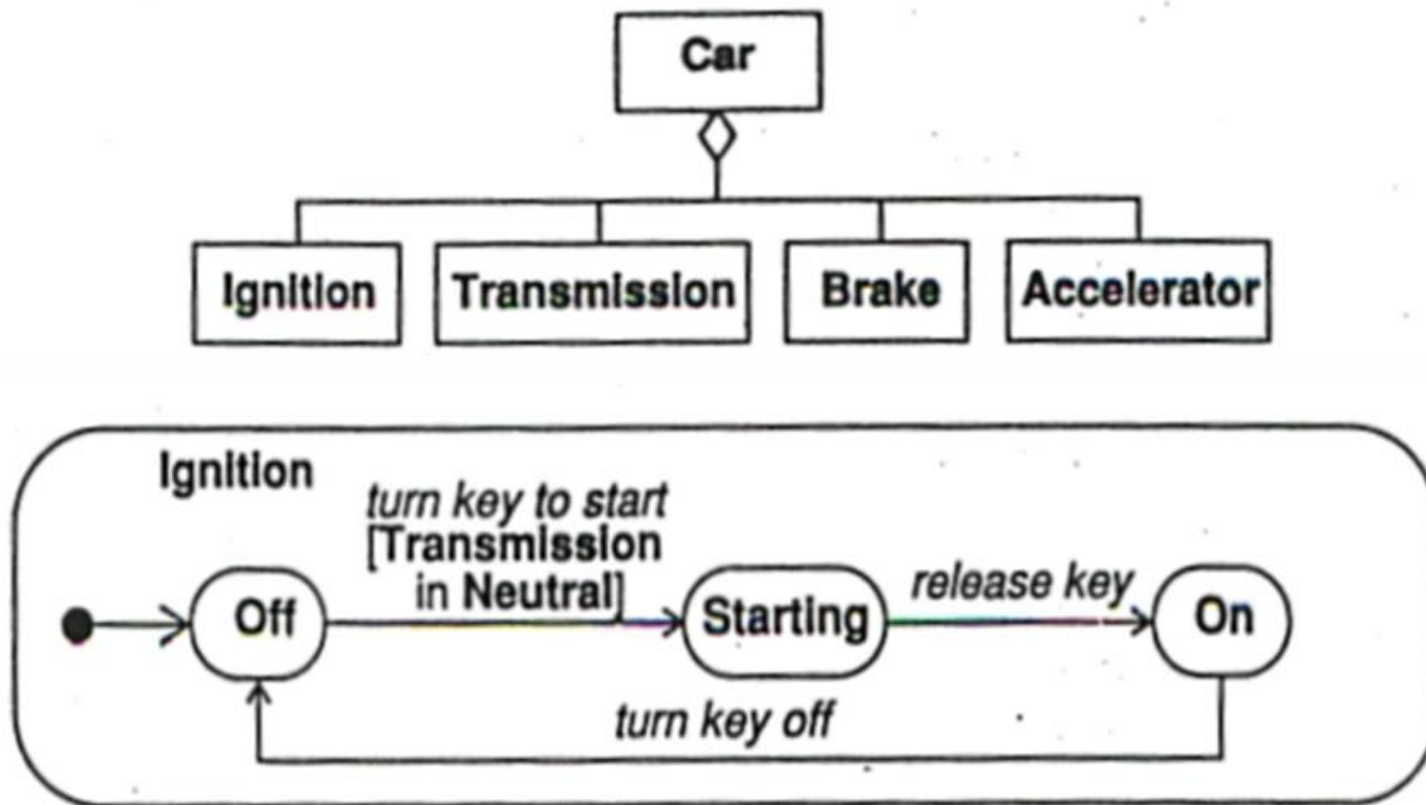 Car
Ignition
Transmission
Brake
Accelerator
Ignition
turn key to start
[Transmission
in Neutral]
Off
Starting
release key
On
turn key off